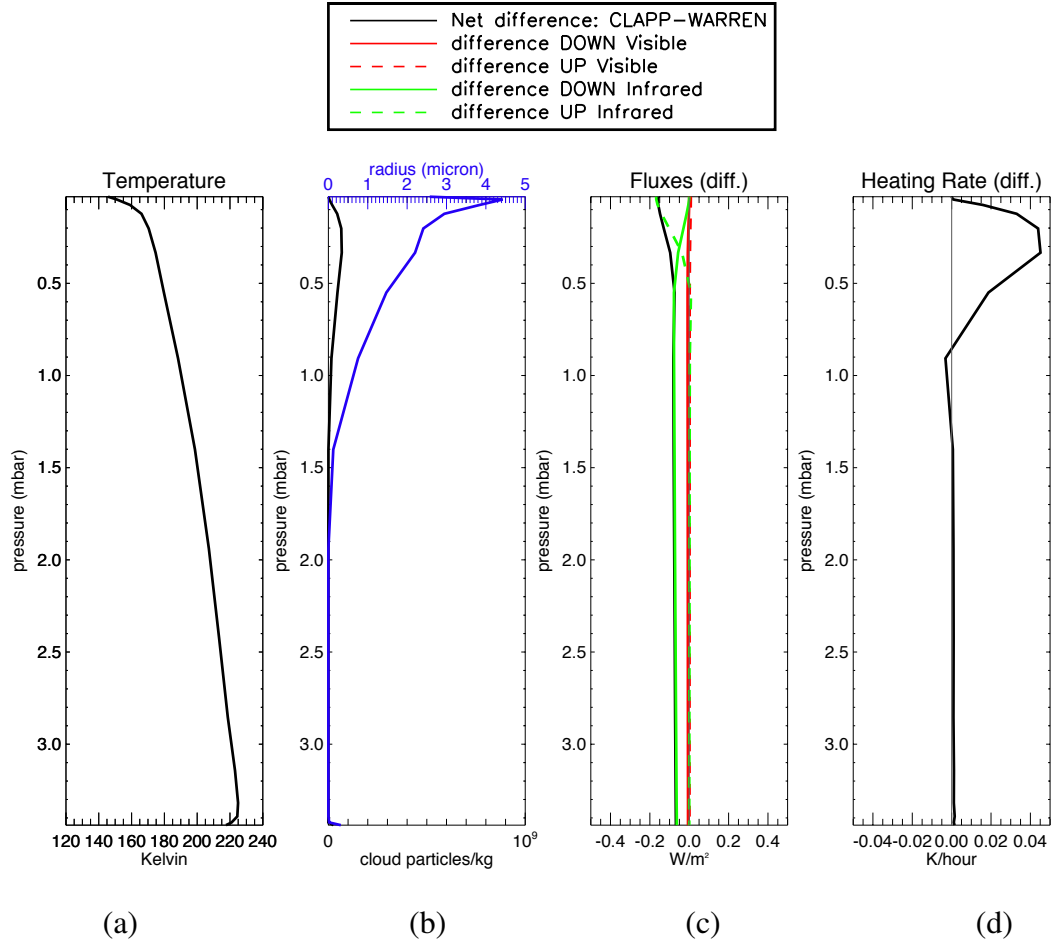 Net difference: CLAPP-WARREN
difference DOWN Visible
difference UP Visible
difference DOWN Infrared
difference UP Infrared
Temperature
radius (micron)
0 1 2 3 4 5
Fluxes (diff.)
Heating Rate (diff.)
pressure (mbar)
0.5
1.0
1.5
2.0
2.5
3.0
120 140 160 180 200 220 240
Kelvin
pressure (mbar)
0.5
1.0
1.5
2.0
2.5
3.0
0 10^9
cloud particles/kg
pressure (mbar)
0.5
1.0
1.5
2.0
2.5
3.0
-0.4 -0.2 0.0 0.2 0.4
W/m²
pressure (mbar)
0.5
1.0
1.5
2.0
2.5
3.0
-0.04 -0.02 0.00 0.02 0.04
K/hour
(a) (b) (c) (d)